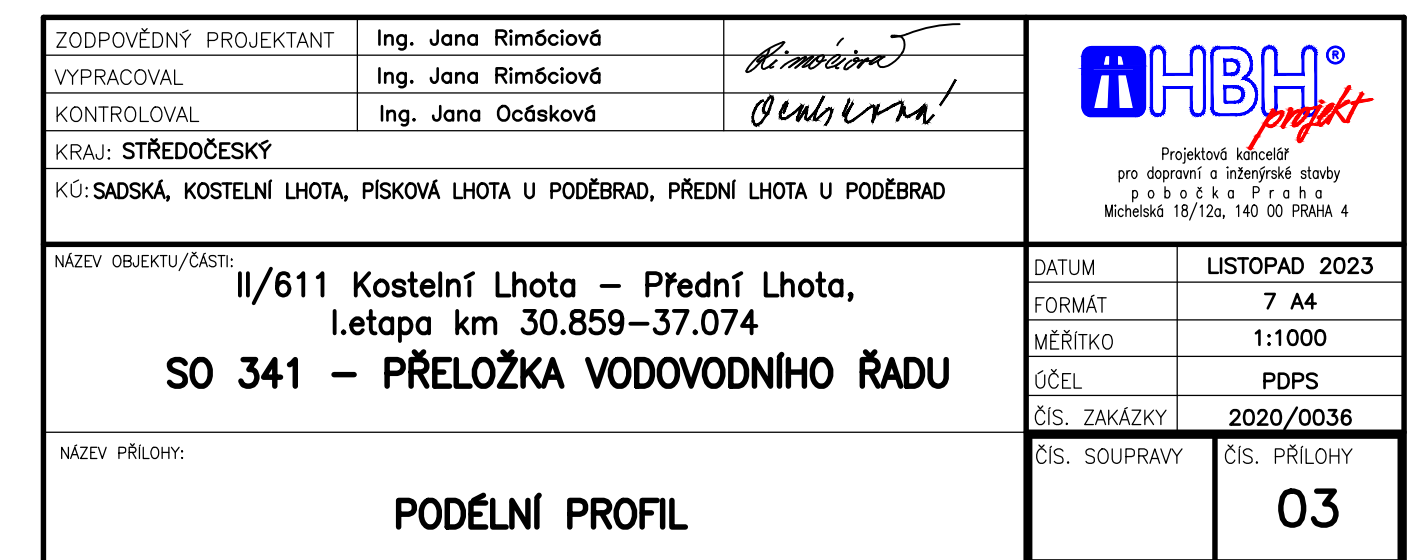 ZODPOVĚDNÝ PROJEKTANT Ing. Jana Rimóciová Rimóciová
VYPRACOVAL Ing. Jana Rimóciová
KONTROLOVAL Ing. Jana Ocásková
KRAJ: STŘEDOČESKÝ
KÚ: SADSKÁ, KOSTELNÍ LHOTA, PÍSKOVÁ LHOTA U PODĚBRAD, PŘEDNÍ LHOTA U PODĚBRAD
HBH®
projekt
Projektová kancelář
pro dopravní a inženýrské stavby
pobočka Praha
Michelská 18/12a, 140 00 PRAHA 4
NÁZEV OBJEKTU/ČÁSTI:
II/611 Kostelní Lhota – Přední Lhota,
I.etapa km 30.859–37.074
SO 341 – PŘELOŽKA VODOVODNÍHO ŘADU
DATUM LISTOPAD 2023
FORMÁT 7 A4
MĚŘÍTKO 1:1000
ÚČEL PDPS
ČÍS. ZAKÁZKY 2020/0036
NÁZEV PŘÍLOHY:
PODÉLNÍ PROFIL
ČÍS. SOUPRAVY
ČÍS. PŘÍLOHY
03